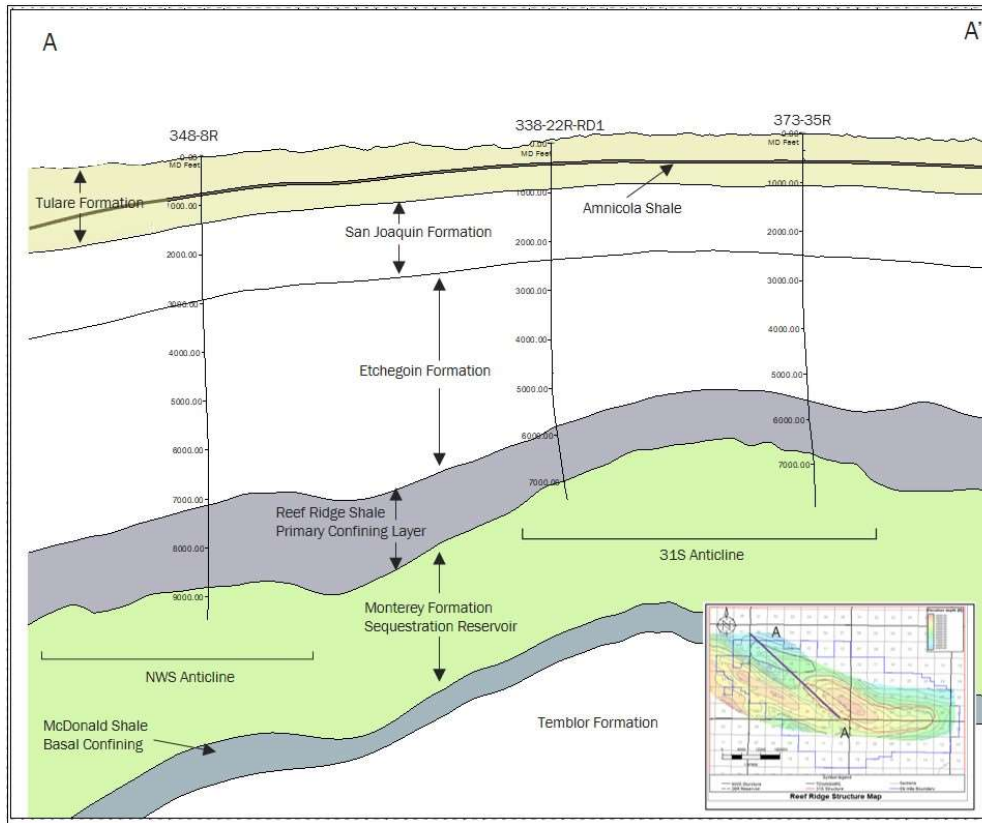 A
A'
348-8R
338-22R-RD1
373-35R
0.00
MD Feet
1000.00
2000.00
3000.00
4000.00
5000.00
6000.00
7000.00
8000.00
9000.00
0.00
MD Feet
1000.00
2000.00
3000.00
4000.00
5000.00
6000.00
7000.00
0.00
MD Feet
1000.00
2000.00
3000.00
4000.00
5000.00
6000.00
7000.00
Tulare Formation
Amnicola Shale
San Joaquin Formation
Etchegoin Formation
Reef Ridge Shale
Primary Confining Layer
31S Anticline
Monterey Formation
Sequestration Reservoir
NWS Anticline
McDonald Shale
Basal Confining
Temblor Formation
N
A
A'
Symbol legend
Reef Ridge Structure Map